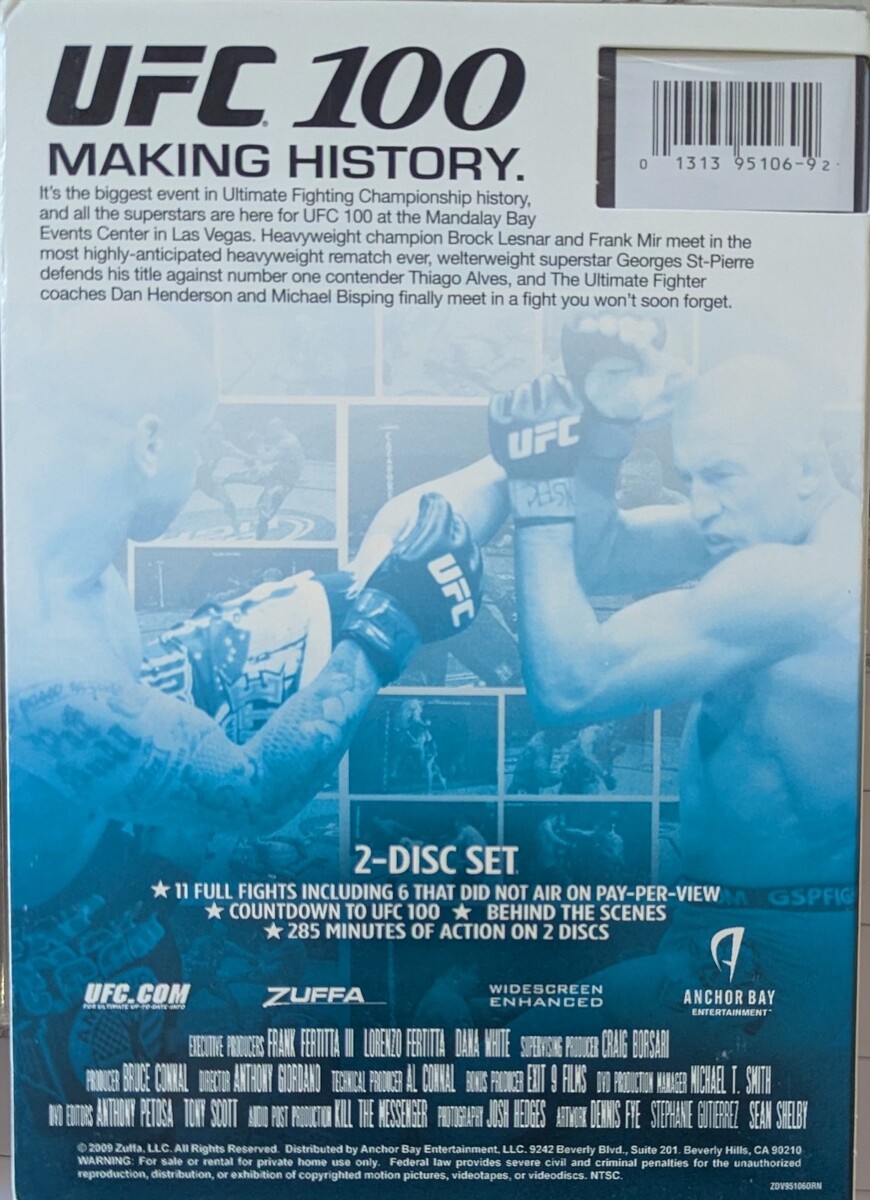 UFC 100
MAKING HISTORY.
0 1313 95106-9 2
It's the biggest event in Ultimate Fighting Championship history,
and all the superstars are here for UFC 100 at the Mandalay Bay
Events Center in Las Vegas. Heavyweight champion Brock Lesnar and Frank Mir meet in the
most highly-anticipated heavyweight rematch ever, welterweight superstar Georges St-Pierre
defends his title against number one contender Thiago Alves, and The Ultimate Fighter
coaches Dan Henderson and Michael Bisping finally meet in a fight you won't soon forget.
UFC
UFC
2-DISC SET
★ 11 FULL FIGHTS INCLUDING 6 THAT DID NOT AIR ON PAY-PER-VIEW
★ COUNTDOWN TO UFC 100 ★ BEHIND THE SCENES
★ 285 MINUTES OF ACTION ON 2 DISCS
GSPFIG
UFC.COM
FOR ULTIMATE UP-TO-DATE INFO
ZUFFA
WIDESCREEN
ENHANCED
ANCHOR BAY
ENTERTAINMENT™
EXECUTIVE PRODUCERS FRANK FERTITTA III LORENZO FERTITTA DANA WHITE SUPERVISING PRODUCER CRAIG BORSARI
PRODUCER BRUCE CONNAL DIRECTOR ANTHONY GIORDANO TECHNICAL PRODUCER AL CONNAL BONUS PRODUCER EXIT 9 FILMS DVD PRODUCTION MANAGER MICHAEL T. SMITH
DVD EDITORS ANTHONY PETOSA TONY SCOTT AUDIO POST PRODUCTION KILL THE MESSENGER PHOTOGRAPHY JOSH HEDGES ARTWORK DENNIS FYE STEPHANIE GUTIERREZ SEAN SHELBY
© 2009 Zuffa, LLC. All Rights Reserved. Distributed by Anchor Bay Entertainment, LLC. 9242 Beverly Blvd., Suite 201. Beverly Hills, CA 90210
WARNING: For sale or rental for private home use only. Federal law provides severe civil and criminal penalties for the unauthorized
reproduction, distribution, or exhibition of copyrighted motion pictures, videotapes, or videodiscs. NTSC.
ZDV95106ORN